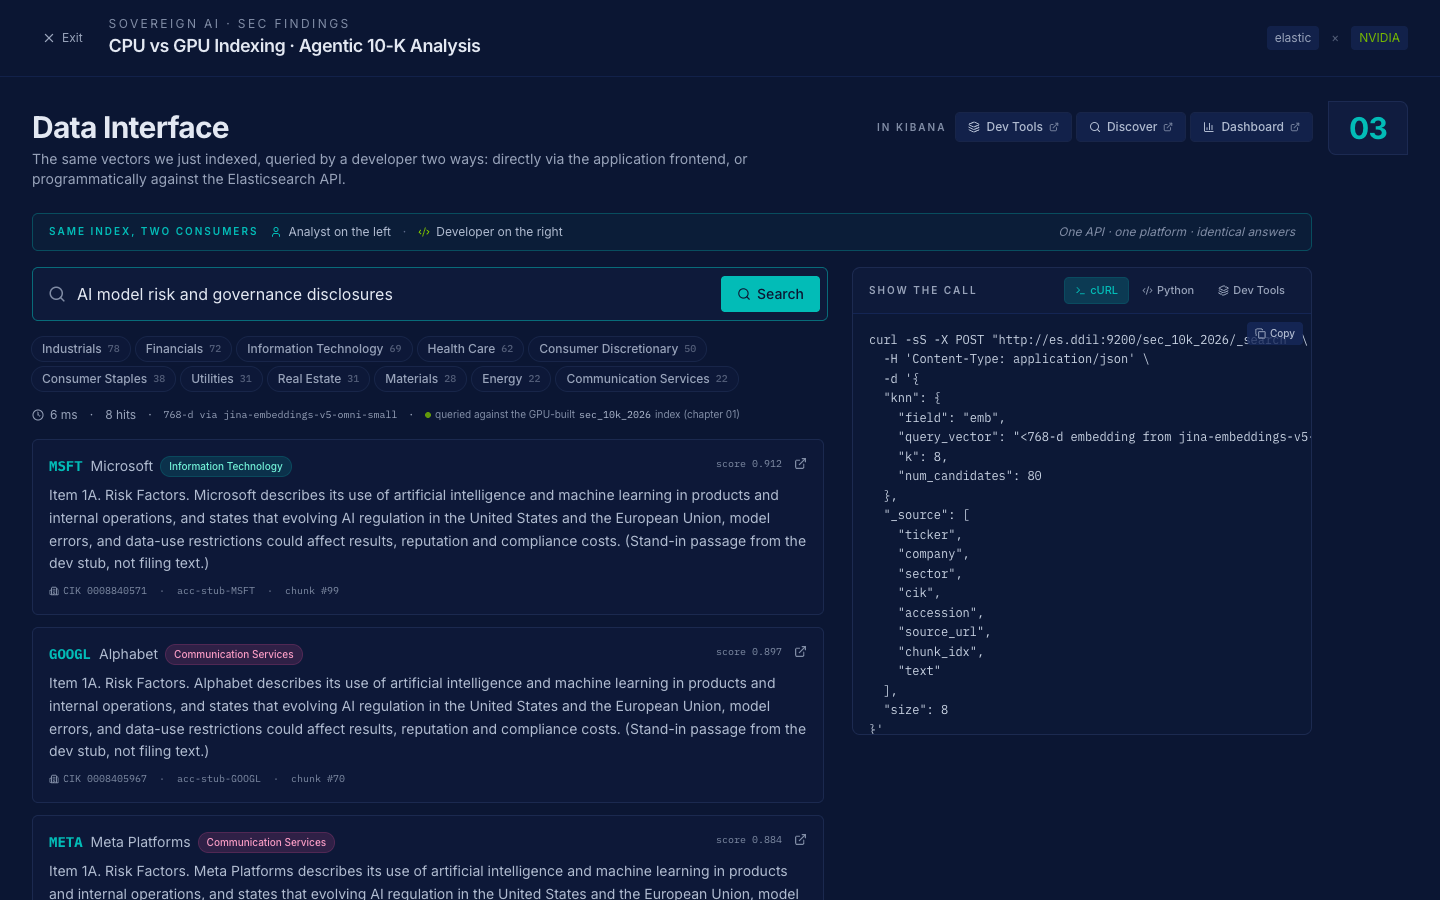 Exit
SOVEREIGN AI · SEC FINDINGS
CPU vs GPU Indexing · Agentic 10-K Analysis
elastic × NVIDIA
Data Interface
The same vectors we just indexed, queried by a developer two ways: directly via the application frontend, or
programmatically against the Elasticsearch API.
IN KIBANA Dev Tools Discover Dashboard
03
SAME INDEX, TWO CONSUMERS Analyst on the left · Developer on the right
One API · one platform · identical answers
AI model risk and governance disclosures
Search
Industrials 78 Financials 72 Information Technology 69 Health Care 62 Consumer Discretionary 50
Consumer Staples 38 Utilities 31 Real Estate 31 Materials 28 Energy 22 Communication Services 22
6 ms · 8 hits · 768-d via jina-embeddings-v5-omni-small · queried against the GPU-built sec_10k_2026 index (chapter 01)
MSFT Microsoft Information Technology score 0.912
Item 1A. Risk Factors. Microsoft describes its use of artificial intelligence and machine learning in products and
internal operations, and states that evolving AI regulation in the United States and the European Union, model
errors, and data-use restrictions could affect results, reputation and compliance costs. (Stand-in passage from the
dev stub, not filing text.)
CIK 0008840571 · acc-stub-MSFT · chunk #99
GOOGL Alphabet Communication Services score 0.897
Item 1A. Risk Factors. Alphabet describes its use of artificial intelligence and machine learning in products and
internal operations, and states that evolving AI regulation in the United States and the European Union, model
errors, and data-use restrictions could affect results, reputation and compliance costs. (Stand-in passage from the
dev stub, not filing text.)
CIK 0008405967 · acc-stub-GOOGL · chunk #70
META Meta Platforms Communication Services score 0.884
Item 1A. Risk Factors. Meta Platforms describes its use of artificial intelligence and machine learning in products
and internal operations, and states that evolving AI regulation in the United States and the European Union, model
SHOW THE CALL cURL Python Dev Tools
Copy
curl -sS -X POST "http://es.ddil:9200/sec_10k_2026/_search" \
-H 'Content-Type: application/json' \
-d '{
"knn": {
"field": "emb",
"query_vector": "<768-d embedding from jina-embeddings-v5-
"k": 8,
"num_candidates": 80
},
"_source": [
"ticker",
"company",
"sector",
"cik",
"accession",
"source_url",
"chunk_idx",
"text"
],
"size": 8
}'